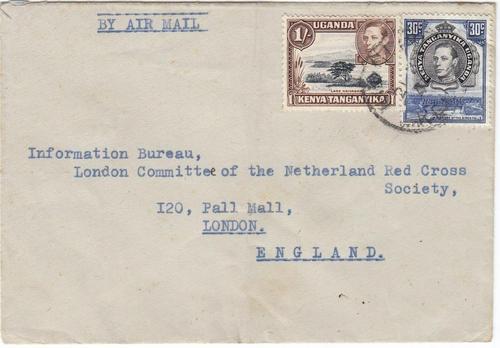 BY AIR MAIL
UGANDA
1/-
LAKE NAIVASHA
KENYA TANGANYIKA
30c 30c
KENYA TANGANYIKA UGANDA
Information Bureau,
London Committee of the Netherland Red Cross
Society,
I20, Pall Mall,
LONDON.
ENGLAND.